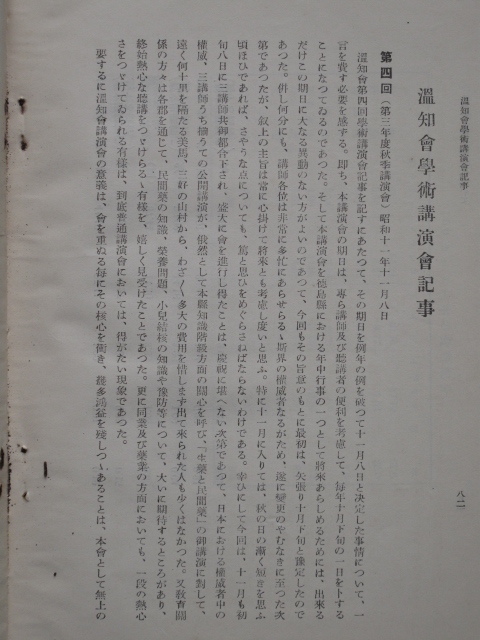 溫知會學術講演會記事
八二
溫知會學術講演會記事
第四回（第三年度秋季講演會）昭和十一年十一月八日
溫知會第四回學術講演會記事を記すにあたつて、その期日を例年の例を破つて十一月八日と決定した事情について、一
言を費す必要を感ずる。卽ち、本講演會の期日は、專ら講師及び聽講者の便利を考慮して、每年十月下旬の一日をトする
ことになつてゐるのであつた。そして本講演會を德島縣における年中行事の一つとして將來あらしめるためには、出來る
だけこの期日に大なる異動のない方がよいのであつて、今回もその旨意のもとに最初は、矢張り十月下旬と豫定したので
あつた。併し何分にも、講師各位は非常に多忙にあらせらるゝ斯界の權威者なるがため、遂に變更のやむなきに至つた次
第であつたが、叙上の主旨は常に心掛けて將來とも考慮し度いと思ふ。特に十一月に入りては、秋の日の漸く短きを思ふ
頃ほひであれば、さやうな点についても、篤と思ひをめぐらさねばならないわけである。幸ひにして今回は、十一月も初
旬八日に三講師共御都合下され、盛大に會を進行し得たことは、慶祝に堪へない次第であつて、日本における權威者中の
權威、三講師うち揃うての公開講演が、俄然として本縣知識階級方面の關心を呼び、「生藥と民間藥」の御講演に對して、
遠く何十里を隔たる美馬、三好の山村から、わざ〳〵多大の費用を惜します出て來られた人も少くはなかつた。又敎育關
係の方々は各部を通じて、民間藥の知識、榮養問題、小兒結核の知識や豫防等について、大いに期待するところがあり、
終始熱心な聽講をつゞけらるゝ有樣を、嬉しく見受けたことであつた。更に同業及び藥業の方面においても、一段の熱心
さをつゞけてゐられる有樣は、到底普通講演會においては、得がたい現象であつた。
要するに溫知會講演會の意義は、會を重ぬる每にその核心を衝き、幾多鴻益を殘しつゝあることは、本會として無上の